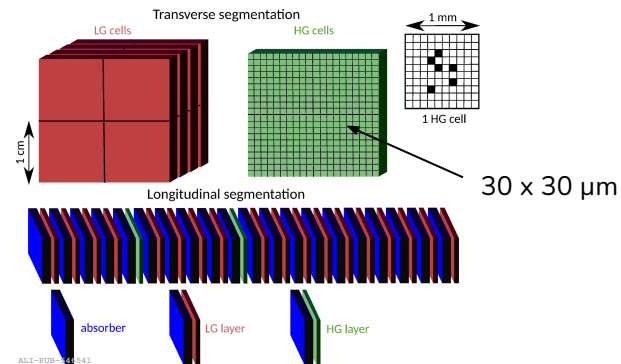 Transverse segmentation
LG cells
HG cells
1 mm
1 cm
1 HG cell
30 x 30 μm
Longitudinal segmentation
absorber
LG layer
HG layer